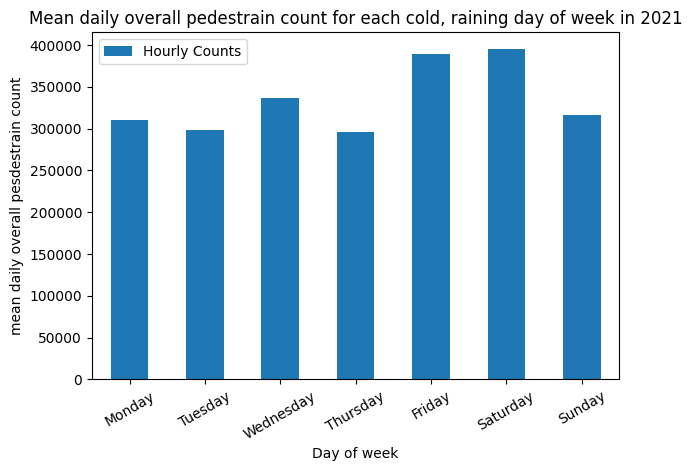 Mean daily overall pedestrain count for each cold, raining day of week in 2021
Hourly Counts
400000
350000
300000
250000
200000
150000
100000
50000
0
mean daily overall pesdestrain count
Monday
Tuesday
Wednesday
Thursday
Friday
Saturday
Sunday
Day of week